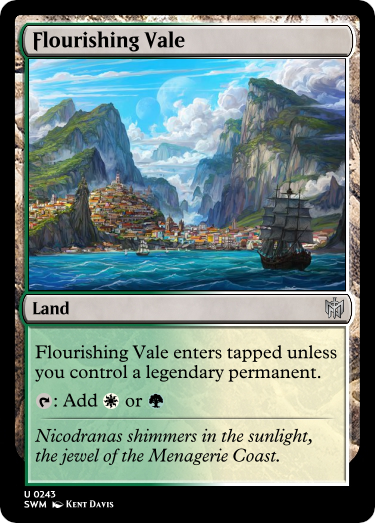 Flourishing Vale
Land
Flourishing Vale enters tapped unless
you control a legendary permanent.
: Add or
Nicodranas shimmers in the sunlight,
the jewel of the Menagerie Coast.
U 0243
SWM Kent Davis